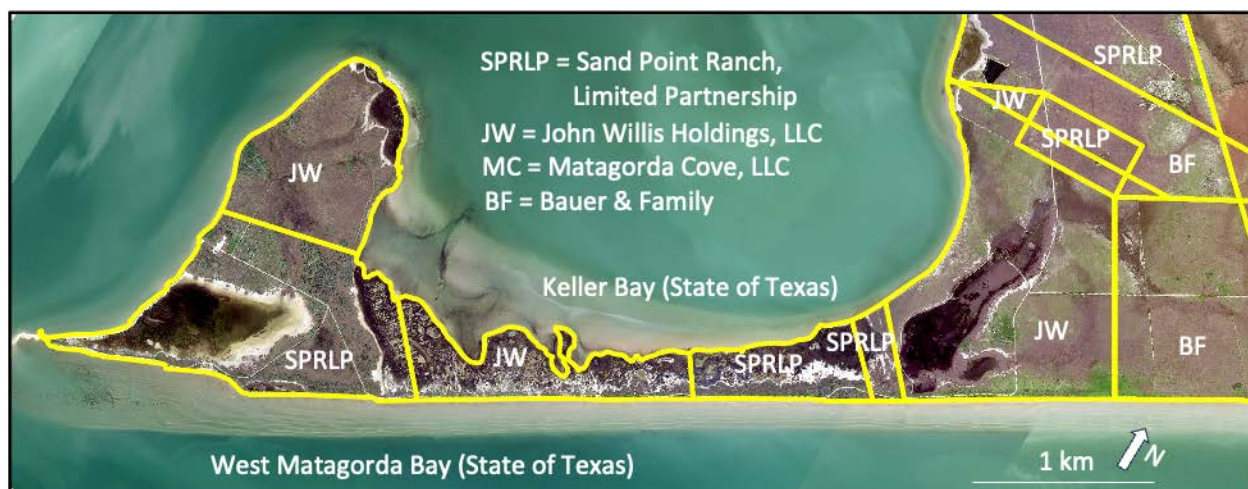 SPRLP = Sand Point Ranch,
Limited Partnership
JW = John Willis Holdings, LLC
MC = Matagorda Cove, LLC
BF = Bauer & Family
SPRLP
JW
SPRLP
BF
JW
Keller Bay (State of Texas)
SPRLP
JW
SPRLP
SPRLP
JW
BF
West Matagorda Bay (State of Texas)
1 km
N